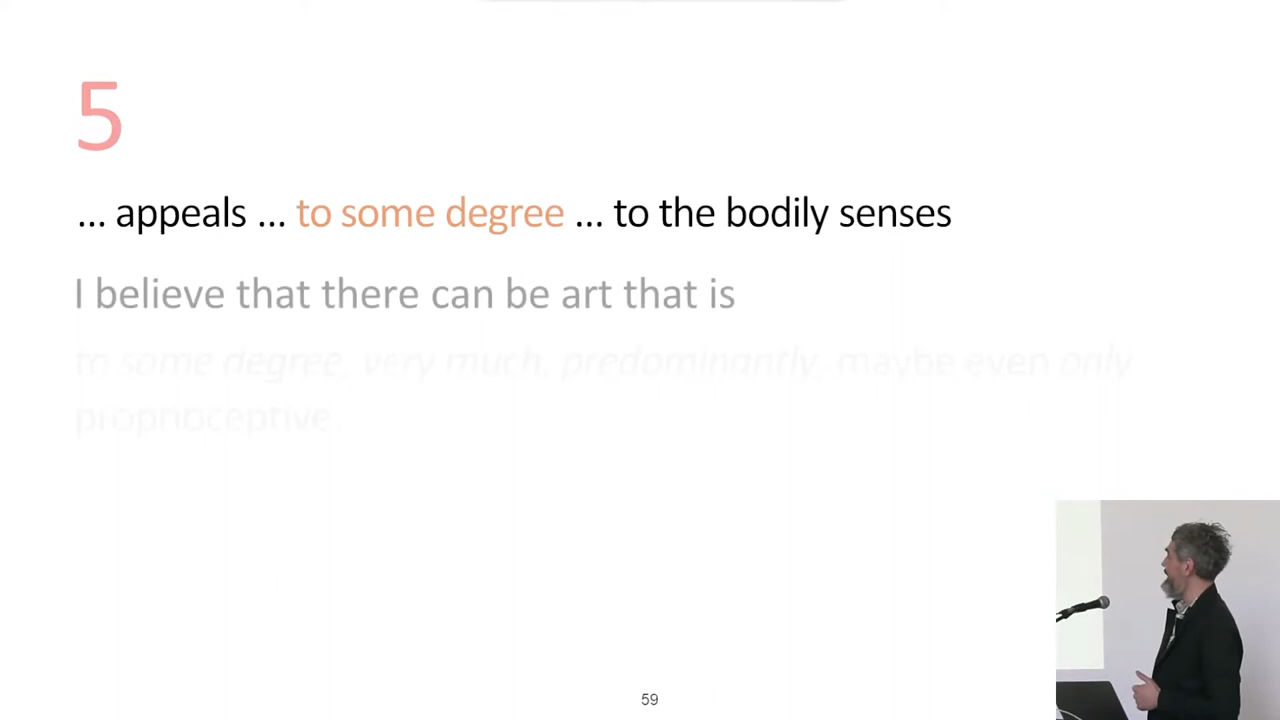 5
... appeals ... to some degree ... to the bodily senses
I believe that there can be art that is
to some degree, very much, predominantly, maybe even only
proprioceptive.
59